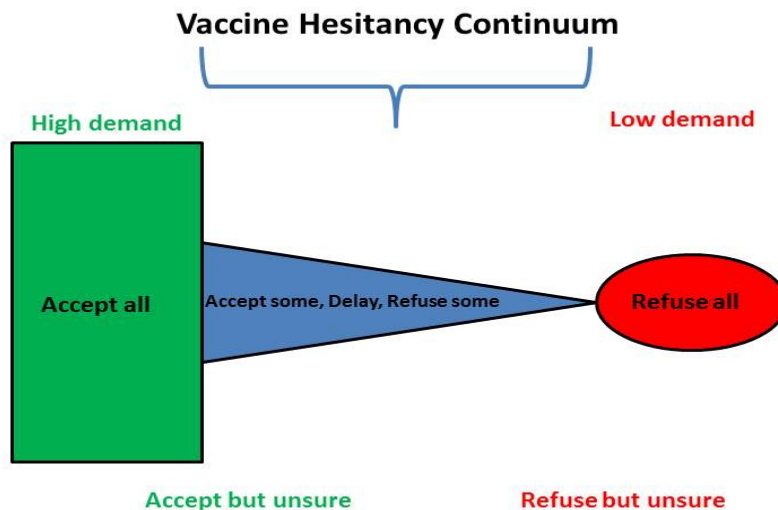 Vaccine Hesitancy Continuum
High demand
Low demand
Accept all
Accept some, Delay, Refuse some
Refuse all
Accept but unsure
Refuse but unsure